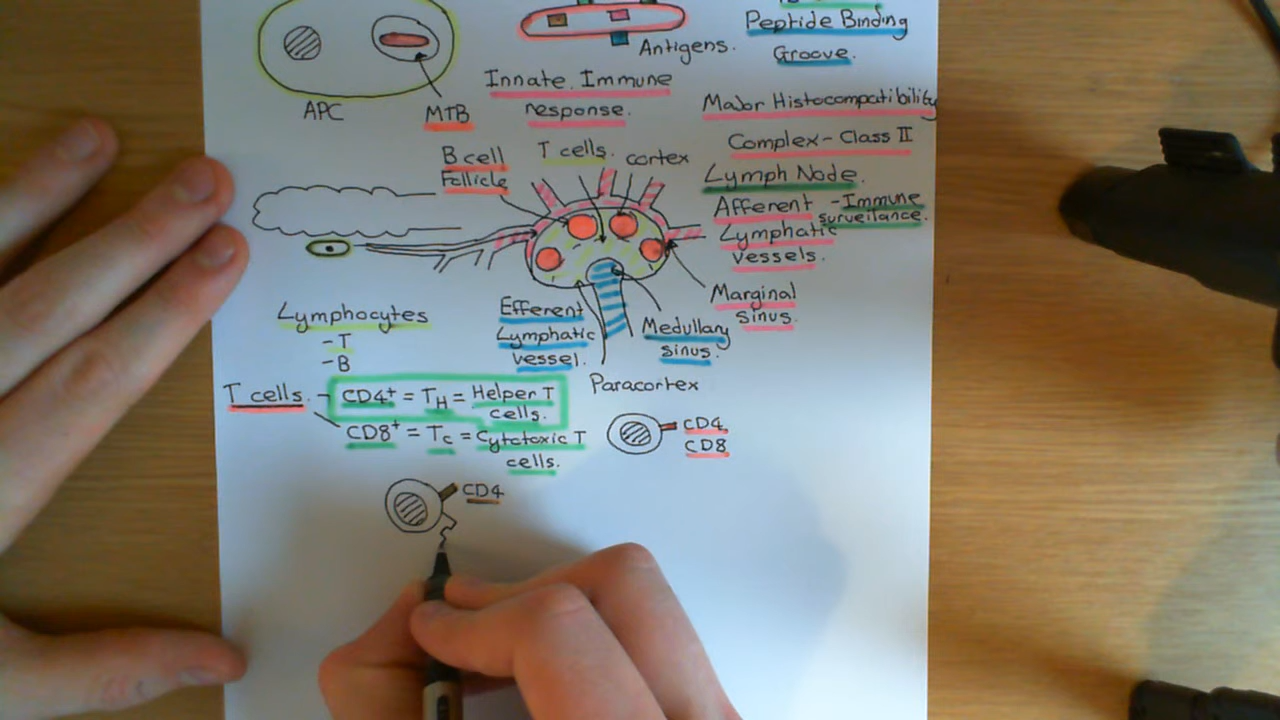 Peptide Binding
Groove.
Antigens.
APC
MTB
Innate Immune
response.
Major Histocompatibility
Complex - Class II
B cell
Follicle
T cells.
cortex
Lymph Node.
Afferent
Lymphatic
vessels.
- Immune
surveilance.
Marginal
sinus.
Lymphocytes
- T
- B
Efferent
Lymphatic
vessel.
Medullary
sinus.
Paracortex
T cells. - CD4+ = TH = Helper T
cells.
CD8+ = Tc = Cytotoxic T
cells.
CD4
CD8
CD4